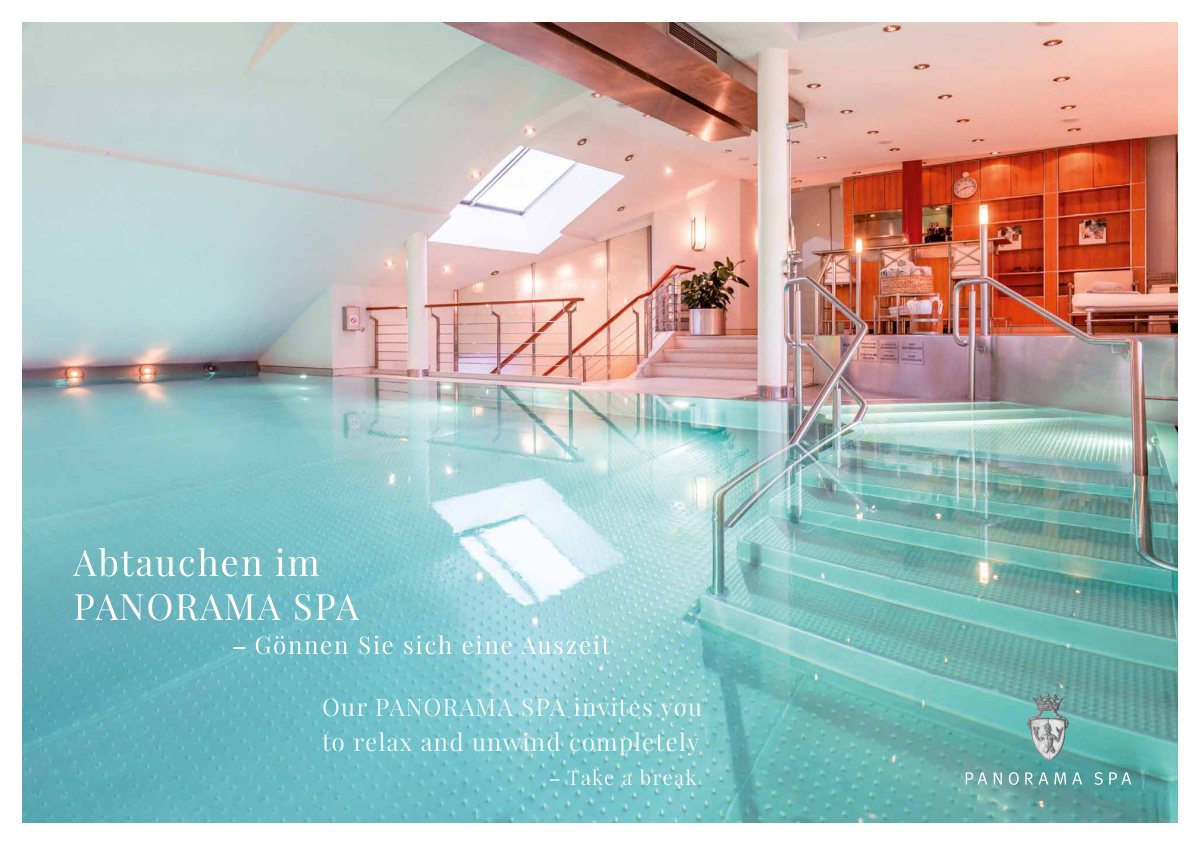 Abtauchen im
PANORAMA SPA
– Gönnen Sie sich eine Auszeit
Our PANORAMA SPA invites you
to relax and unwind completely
– Take a break
PANORAMA SPA